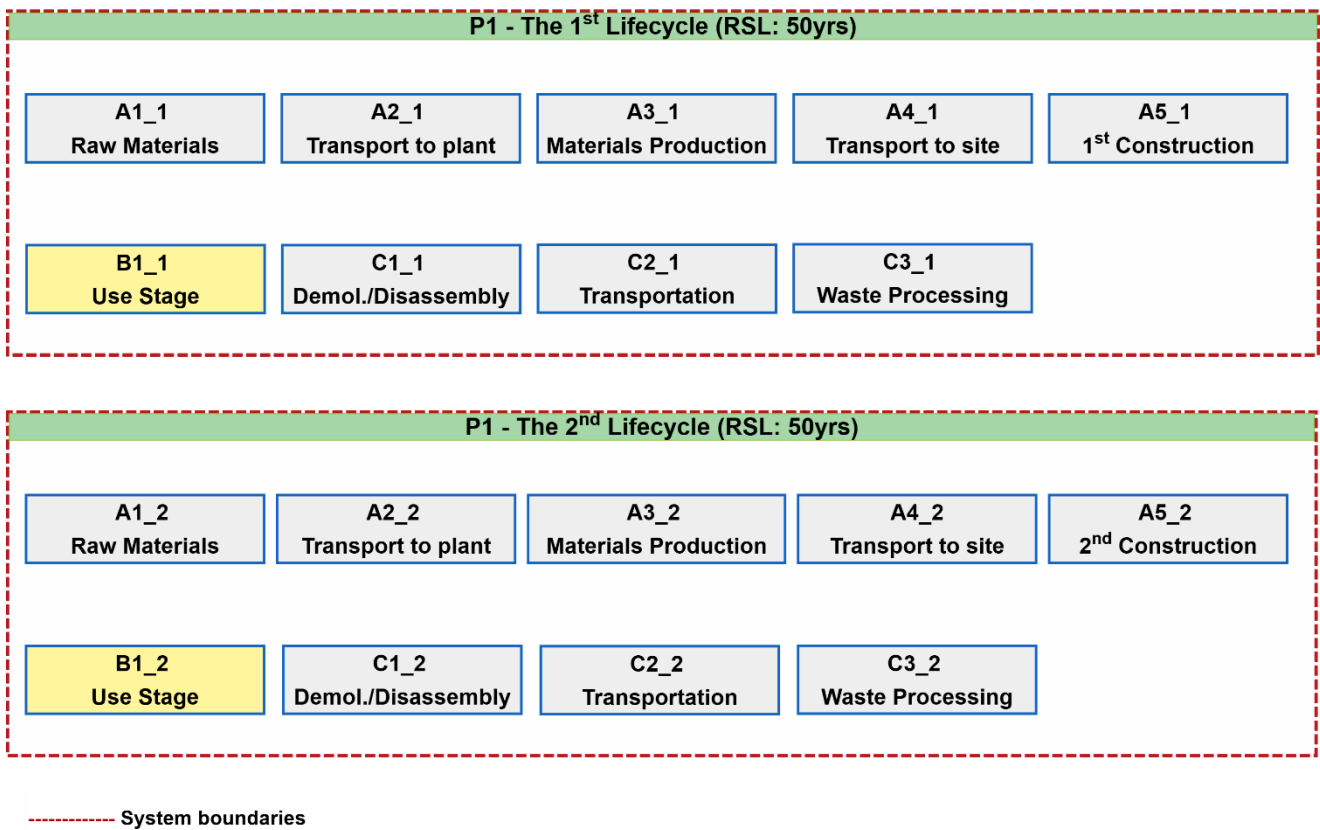 P1 - The 1st Lifecycle (RSL: 50yrs)
A1_1
Raw Materials
A2_1
Transport to plant
A3_1
Materials Production
A4_1
Transport to site
A5_1
1st Construction
B1_1
Use Stage
C1_1
Demol./Disassembly
C2_1
Transportation
C3_1
Waste Processing
P1 - The 2nd Lifecycle (RSL: 50yrs)
A1_2
Raw Materials
A2_2
Transport to plant
A3_2
Materials Production
A4_2
Transport to site
A5_2
2nd Construction
B1_2
Use Stage
C1_2
Demol./Disassembly
C2_2
Transportation
C3_2
Waste Processing
System boundaries